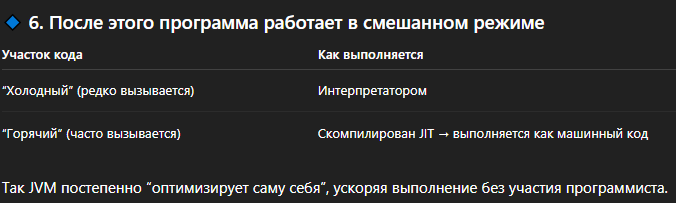 6. После этого программа работает в смешанном режиме
Участок кода Как выполняется
“Холодный” (редко вызывается) Интерпретатором
“Горячий” (часто вызывается) Скомпилирован JIT → выполняется как машинный код
Так JVM постепенно “оптимизирует саму себя”, ускоряя выполнение без участия программиста.